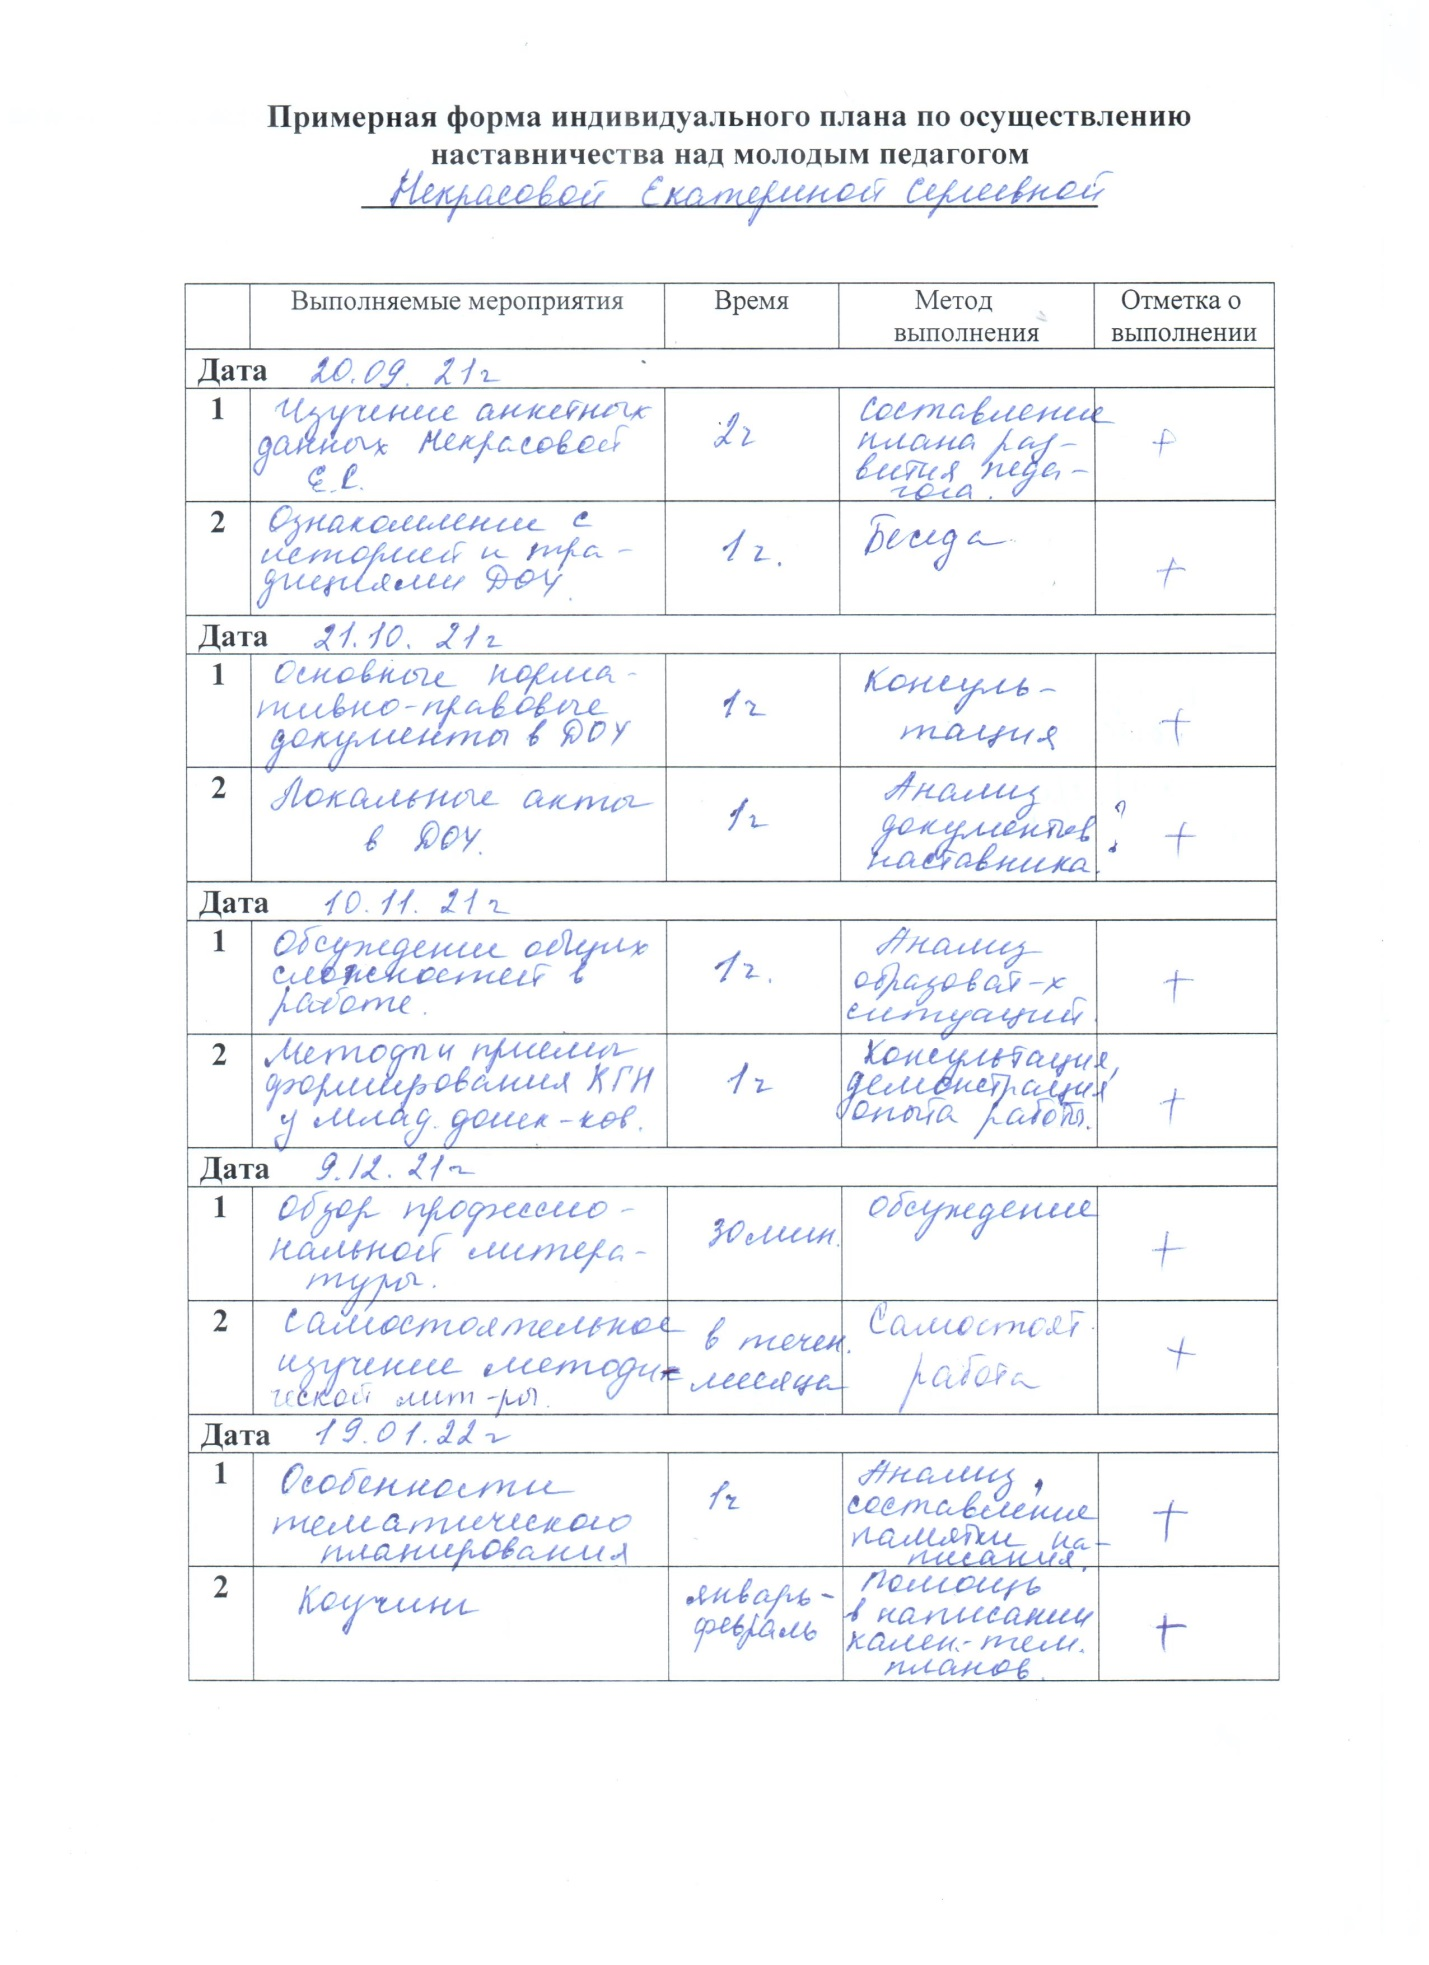 Примерная форма индивидуального плана по осуществлению
наставничества над молодым педагогом
Некрасовой Екатериной Сергеевной
Выполняемые мероприятия
Время
Метод
выполнения
Отметка о
выполнении
Дата 20.09. 21г
1
Изучение анкетных
данных Некрасовой
Е.С.
2ч
Составление
плана раз-
вития педа-
гога.
+
2
Ознакомление с
историей и тра-
дициями ДОУ.
1ч.
Беседа
+
Дата 21.10. 21г
1
Основные норма-
тивно-правовые
документы в ДОУ
1ч
Консуль-
тация
+
2
Локальные акты
в ДОУ.
1ч
Анализ
документов
наставника.
? +
Дата 10.11. 21г
1
Обсуждение общих
сложностей в
работе.
1ч.
Анализ
образоват-х
ситуаций.
+
2
Методы и приемы
формирования КГН
у млад. дошк-ков.
1ч
Консультация,
демонстрация
опыта работы.
+
Дата 9.12. 21г
1
Обзор профессио-
нальной литера-
туры.
30мин.
Обсуждение
+
2
Самостоятельное
изучение методи-
ческой лит-ры.
в течен.
месяца
Самостоят.
работа
+
Дата 19.01.22г
1
Особенности
тематического
планирования
1ч
Анализ,
составление
памятки на-
писания.
+
2
Коучинг
январь-
февраль
Помощь
в написании
кален.-тем.
планов.
+